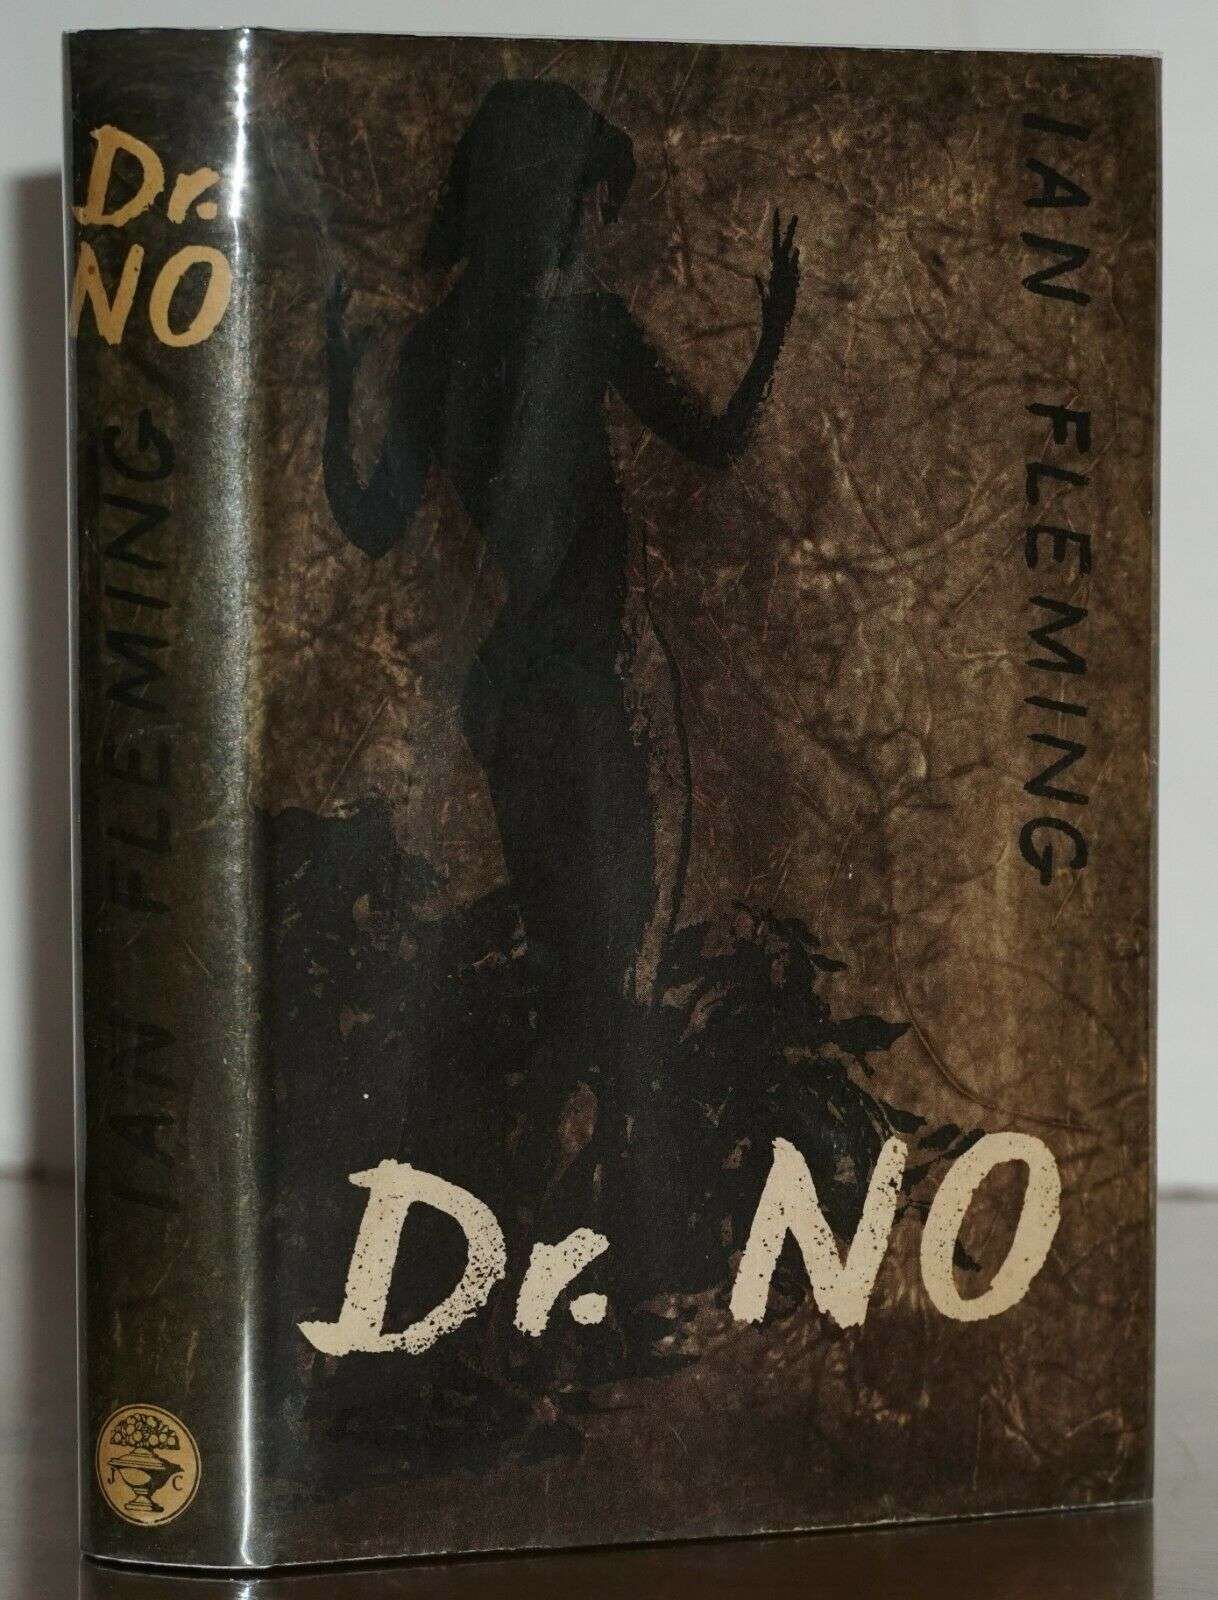 Dr.
NO
IAN FLEMING
J C
IAN FLEMING
Dr. NO